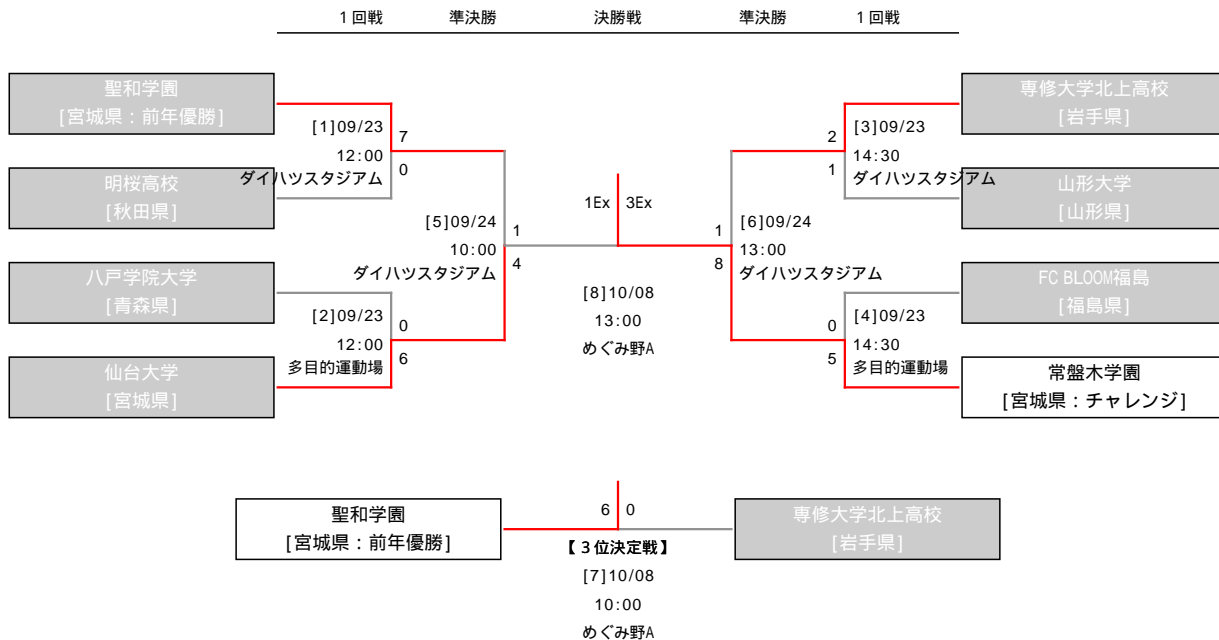 1回戦
準決勝
決勝戦
準決勝
1回戦
聖和学園
[宮城県：前年優勝]
[1]09/23
12:00
ダイハツスタジアム
7
0
明桜高校
[秋田県]
[5]09/24
10:00
ダイハツスタジアム
1
4
八戸学院大学
[青森県]
[2]09/23
12:00
多目的運動場
0
6
仙台大学
[宮城県]
1Ex
3Ex
[8]10/08
13:00
めぐみ野A
専修大学北上高校
[岩手県]
2
1
[3]09/23
14:30
ダイハツスタジアム
山形大学
[山形県]
1
8
[6]09/24
13:00
ダイハツスタジアム
FC BLOOM福島
[福島県]
0
5
[4]09/23
14:30
多目的運動場
常盤木学園
[宮城県：チャレンジ]
聖和学園
[宮城県：前年優勝]
6
0
専修大学北上高校
[岩手県]
【３位決定戦】
[7]10/08
10:00
めぐみ野A